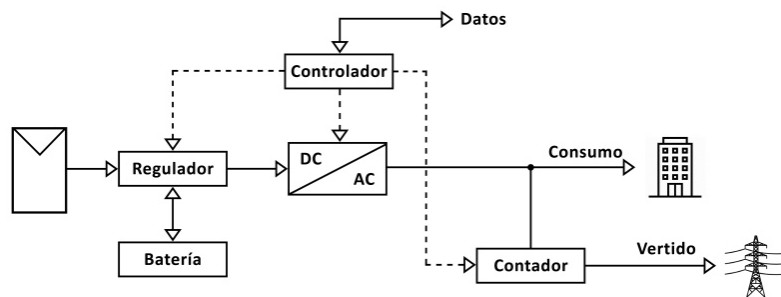 Datos
Controlador
Regulador
DC
AC
Consumo
Batería
Contador
Vertido